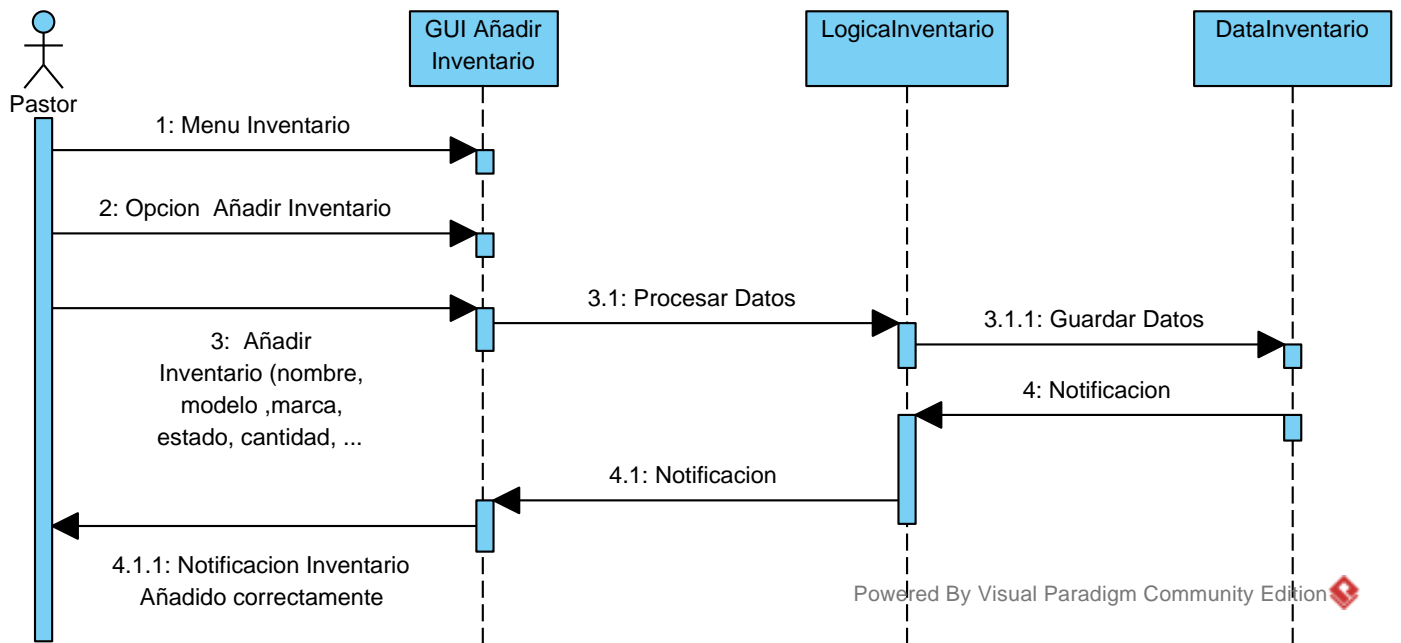 GUI Añadir
Inventario
LogicaInventario
DataInventario
Pastor
1: Menu Inventario
2: Opcion  Añadir Inventario
3:  Añadir
Inventario (nombre,
modelo ,marca,
estado, cantidad, ...
3.1: Procesar Datos
3.1.1: Guardar Datos
4: Notificacion
4.1: Notificacion
4.1.1: Notificacion Inventario
Añadido correctamente
Powered By Visual Paradigm Community Edition